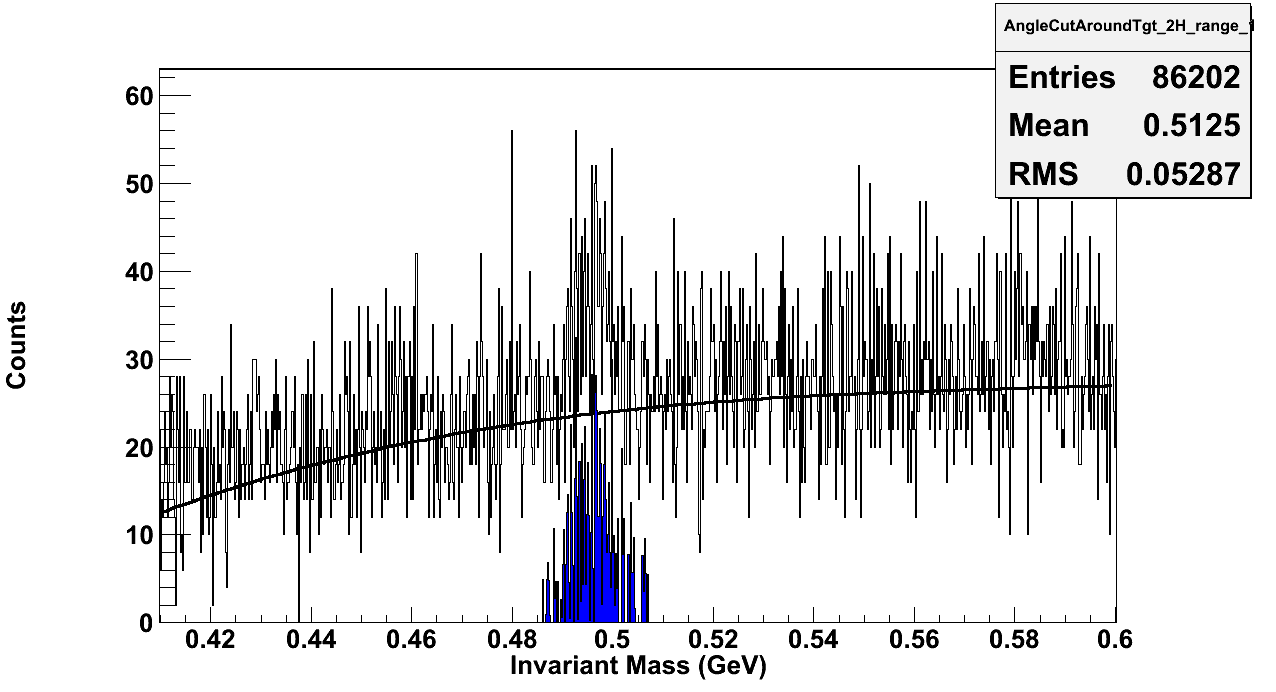 AngleCutAroundTgt_2H_range_1
Entries 86202
Mean 0.5125
RMS 0.05287
60
50
40
30
20
10
0
Counts
0.42 0.44 0.46 0.48 0.5 0.52 0.54 0.56 0.58 0.6
Invariant Mass (GeV)